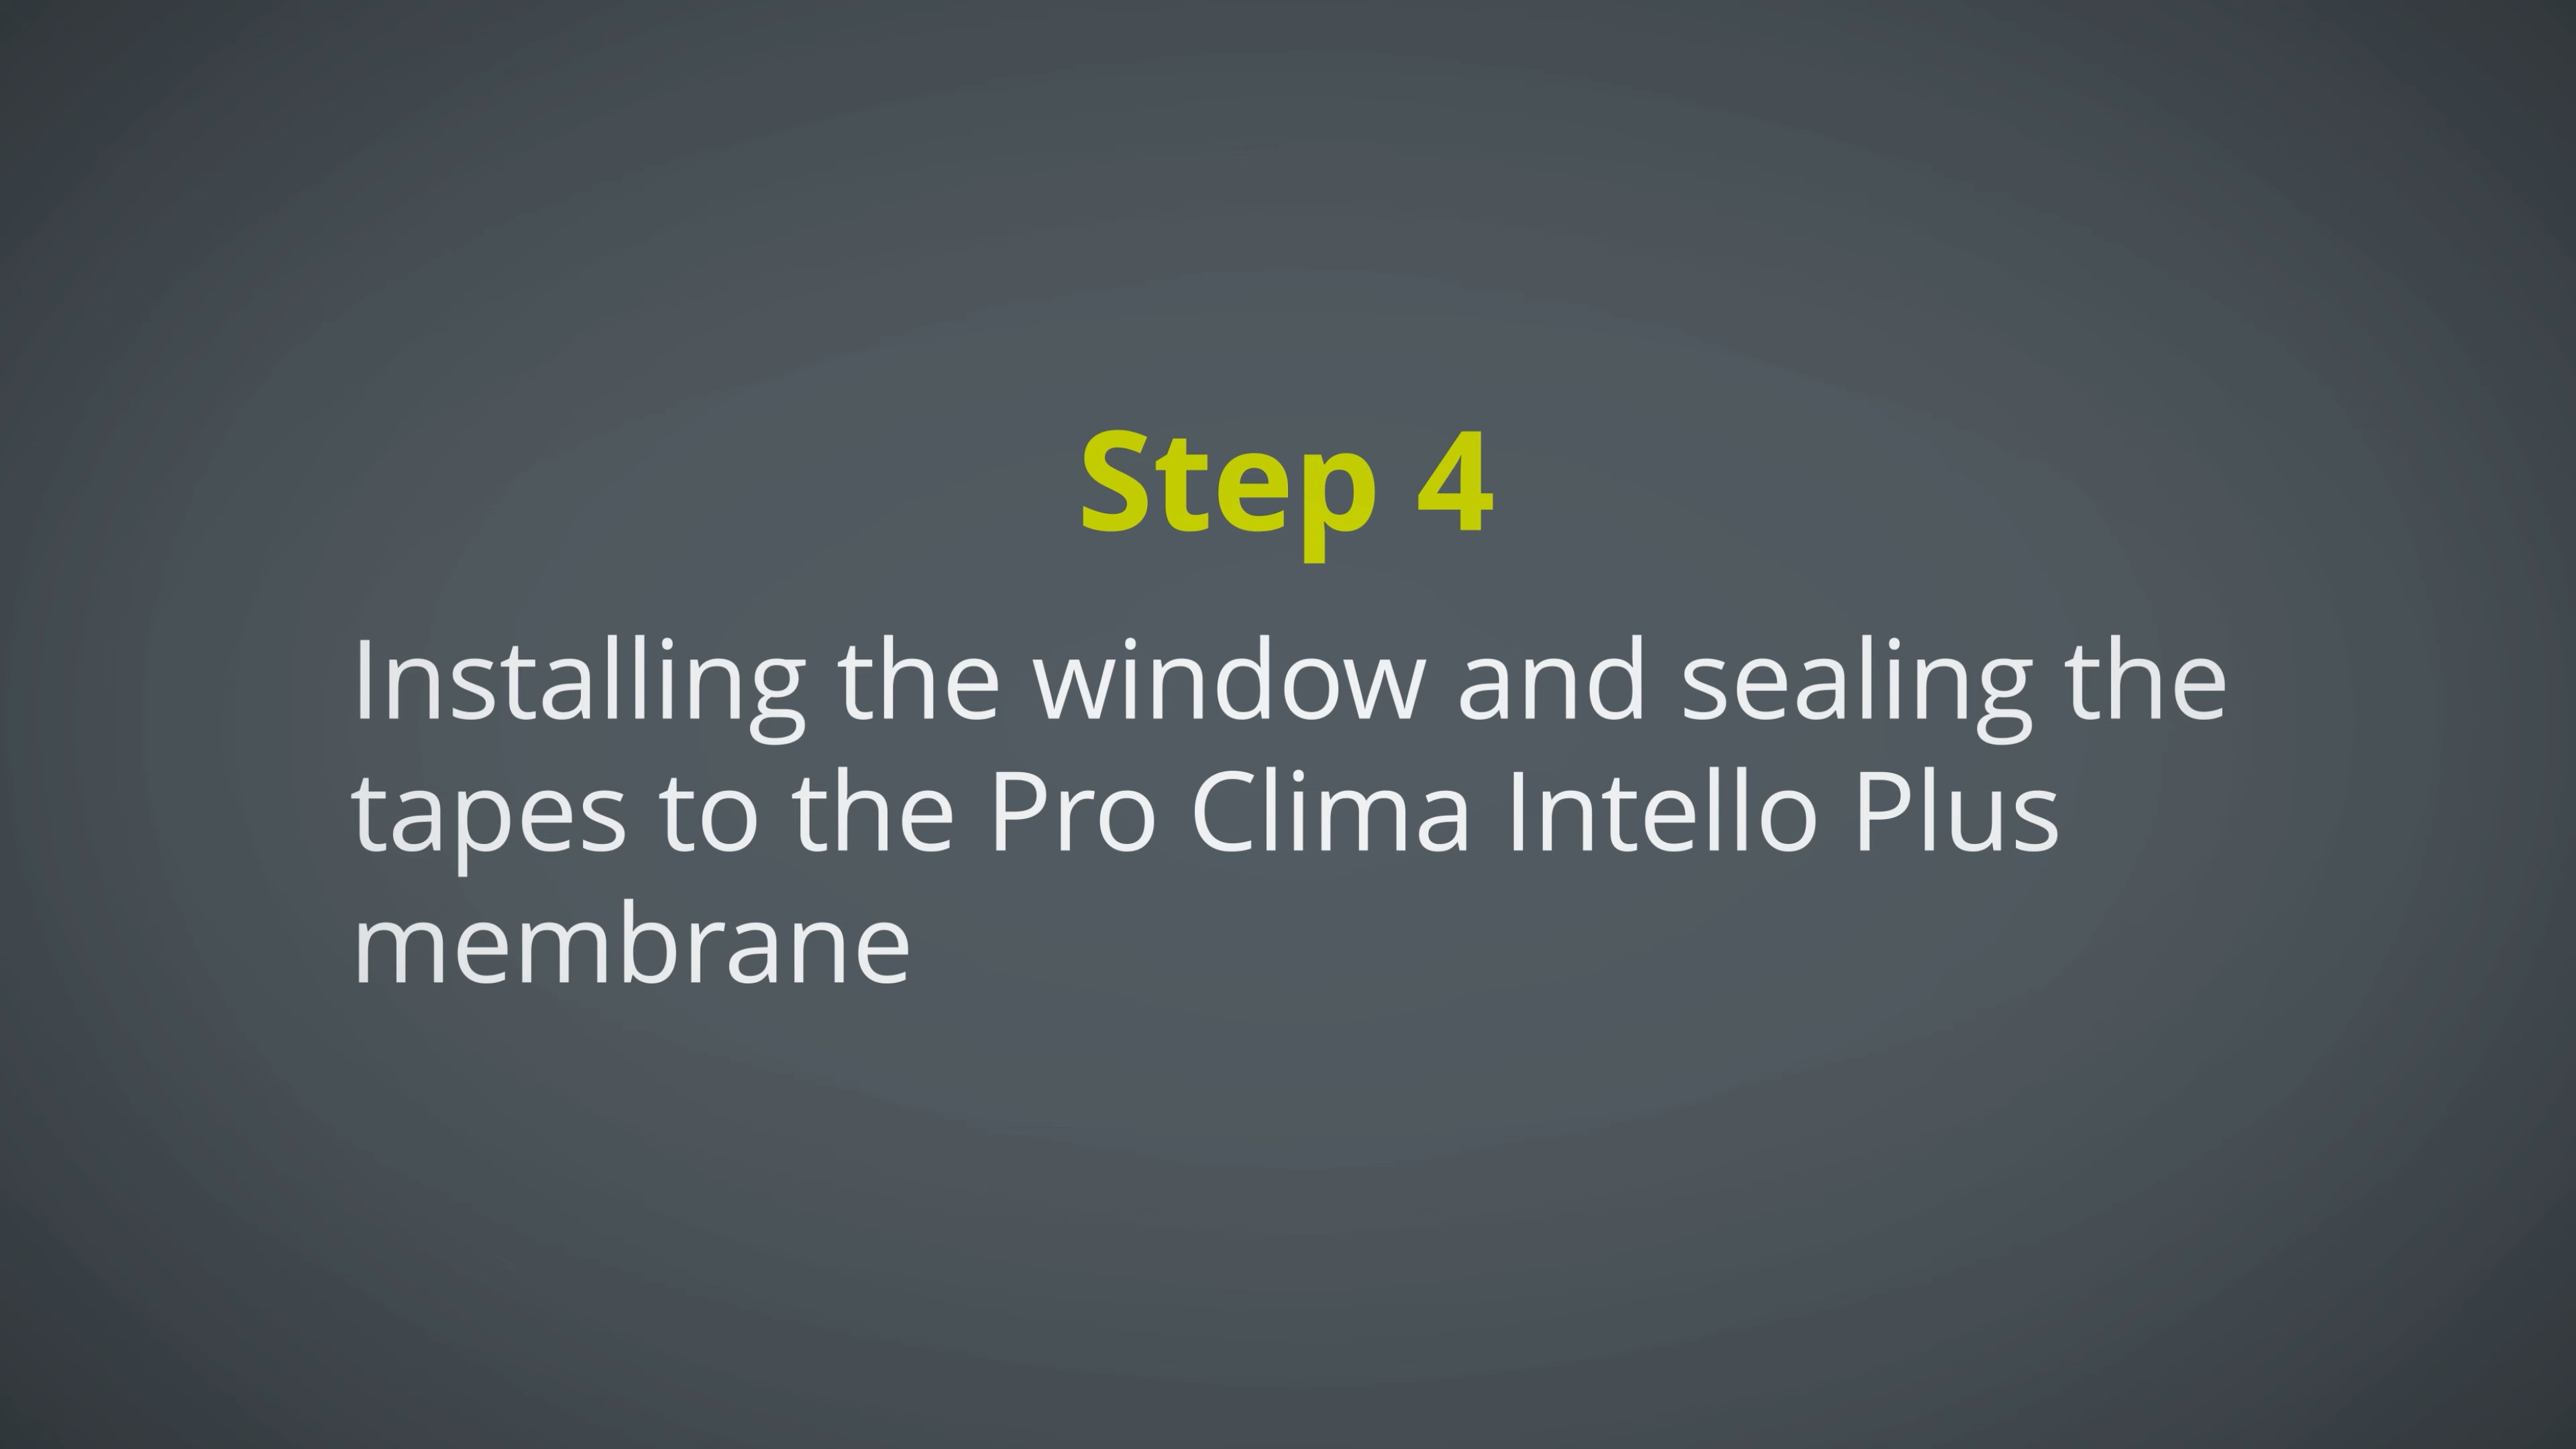 Step 4
Installing the window and sealing the
tapes to the Pro Clima Intello Plus
membrane